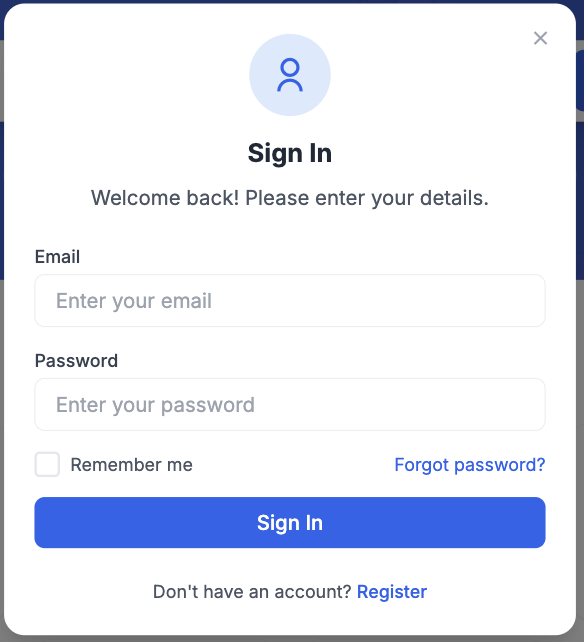 Sign In
Welcome back! Please enter your details.
Email
Enter your email
Password
Enter your password
Remember me Forgot password?
Sign In
Don't have an account? Register